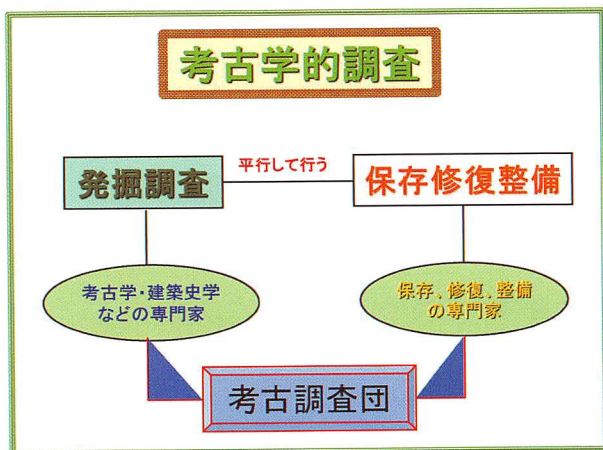 考古学的調査
発掘調査
平行して行う
保存修復整備
考古学・建築史学
などの専門家
保存、修復、整備
の専門家
考古調査団